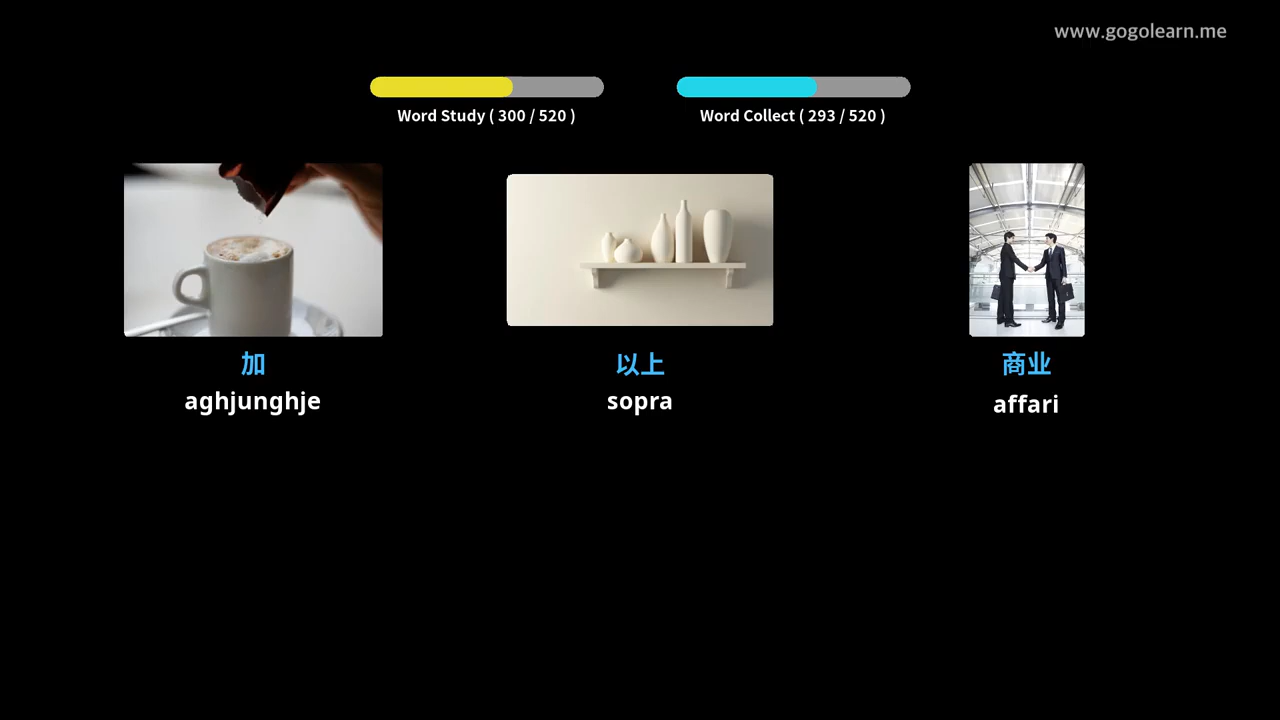 www.gogolearn.me
Word Study ( 300 / 520 )
Word Collect ( 293 / 520 )
加
aghjunghje
以上
sopra
商业
affari